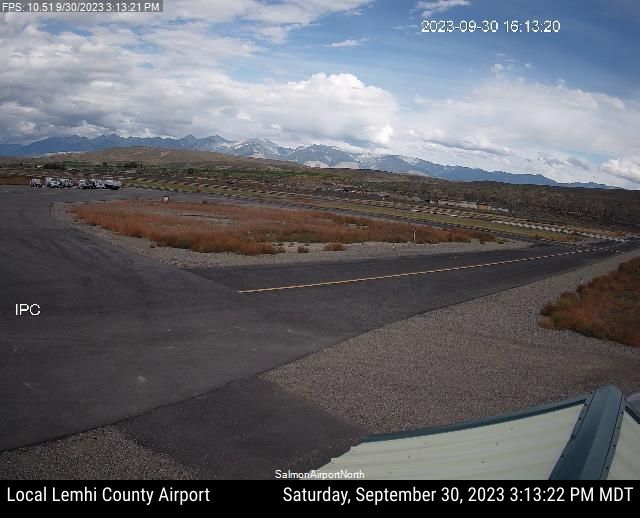 FPS: 10.51 9/30/2023 3:13:21 PM
2023-09-30 16:13:20
IPC
SalmonAirportNorth
Local Lemhi County Airport Saturday, September 30, 2023 3:13:22 PM MDT